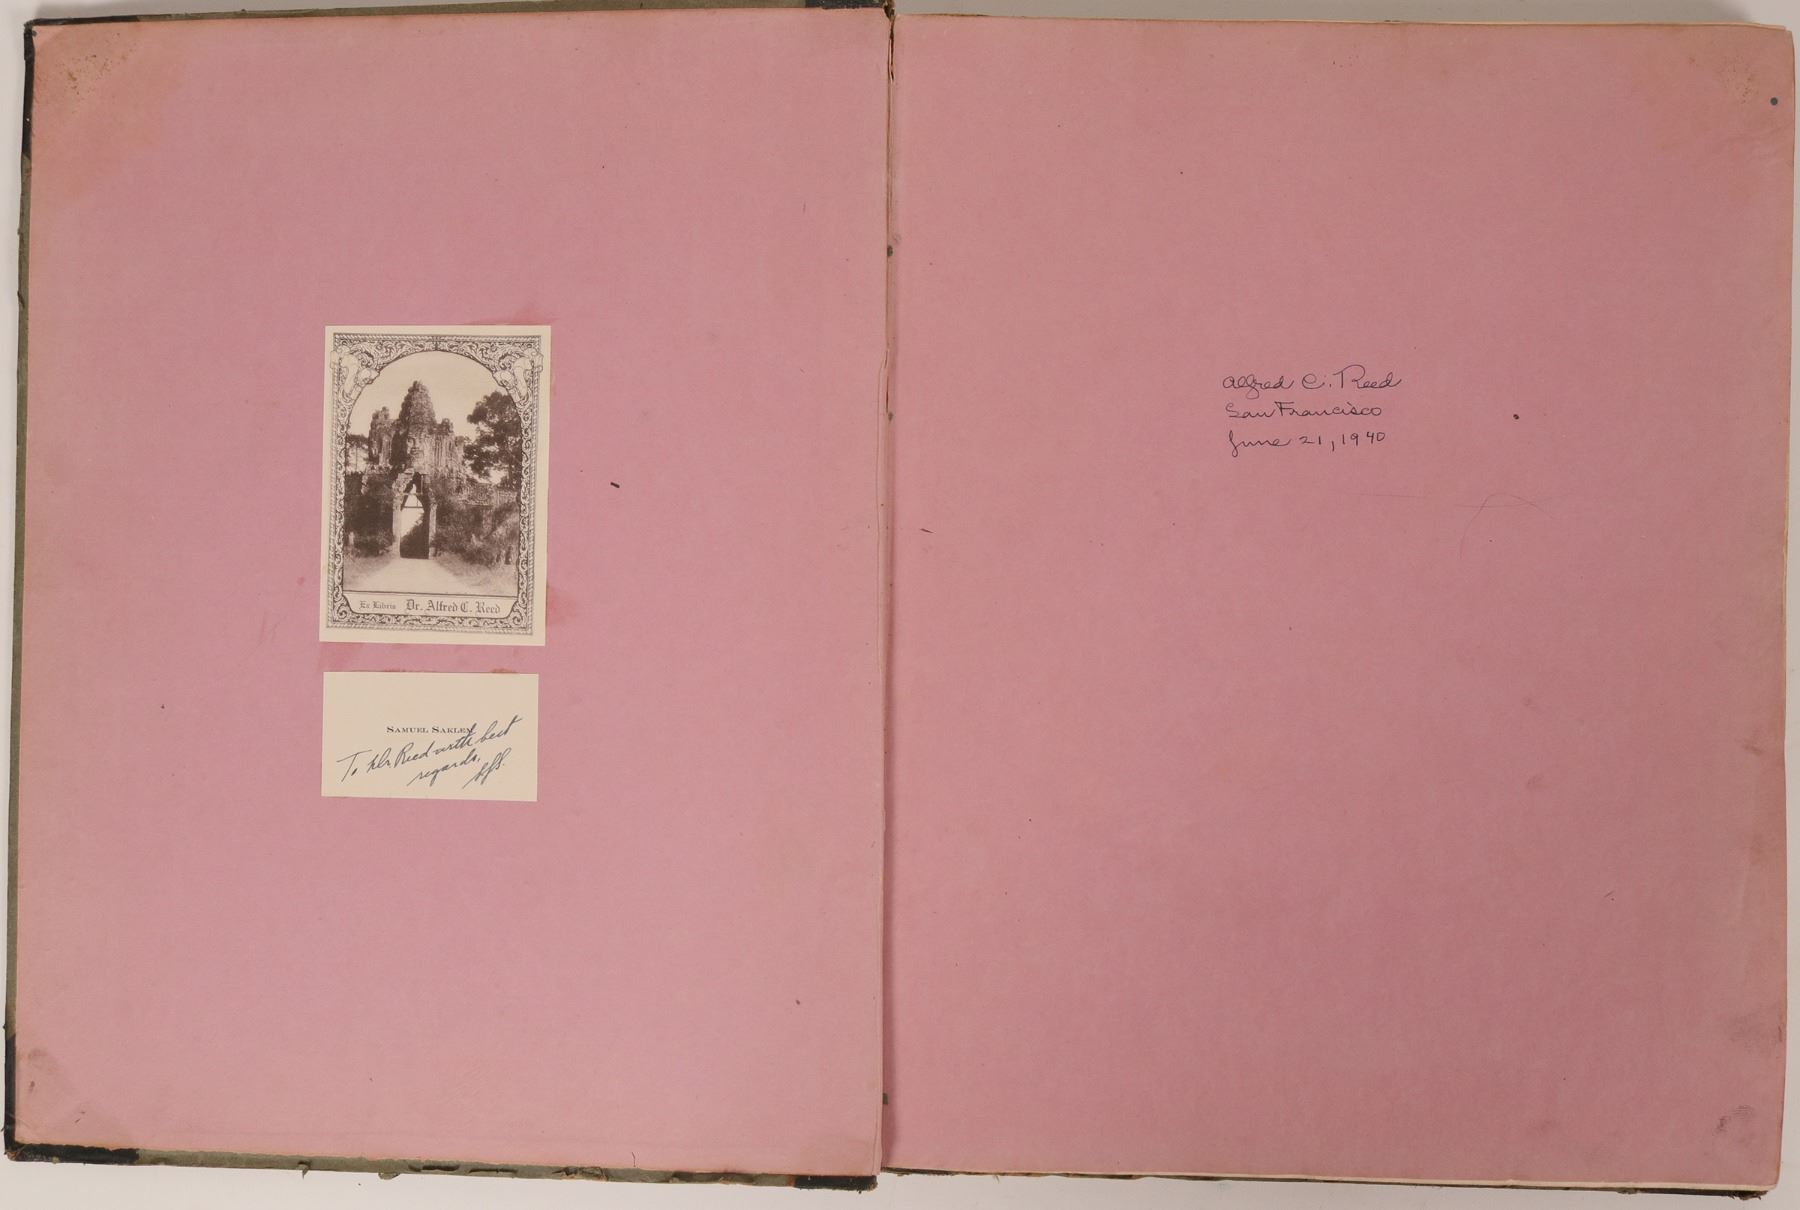 Ex Libris Dr. Alfred C. Reed
SAMUEL SAKLEM
To Dr Reed with best
regards,
Alfred C. Reed
San Francisco
June 21, 1940